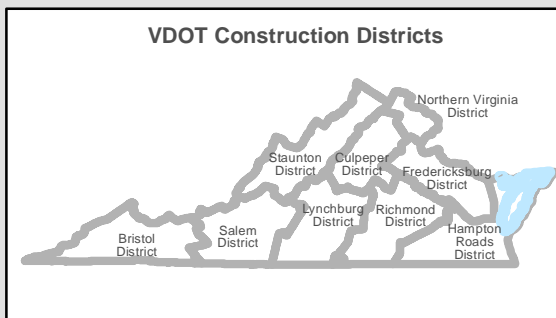 VDOT Construction Districts
Northern Virginia
District
Staunton
District
Culpeper
District
Fredericksburg
District
Lynchburg
District
Richmond
District
Hampton
Roads
District
Salem
District
Bristol
District